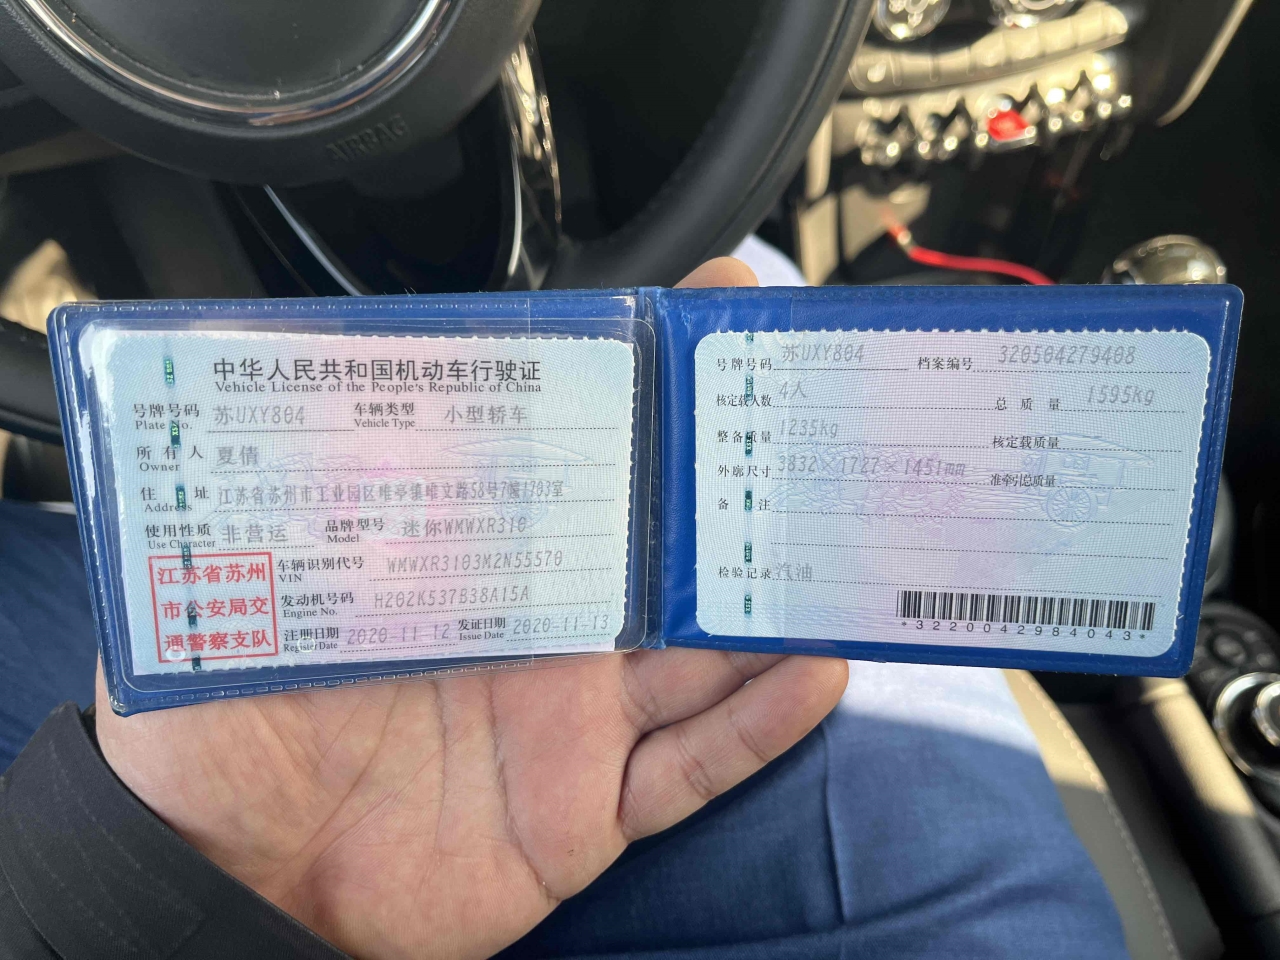 AIRBAG
中华人民共和国机动车行驶证
Vehicle License of the People's Republic of China
号牌号码 苏UXY804 车辆类型 小型轿车
Plate No. Vehicle Type
所有人 夏倩
Owner
住址 江苏省苏州市工业园区唯亭镇唯文路58号7幢1703室
Address
使用性质 非营运 品牌型号 迷你WMWXR310
Use Character Model
江苏省苏州
市公安局交
通警察支队
车辆识别代号 WMWXR3103M2N55570
VIN
发动机号码 H202K537B38A15A
Engine No.
注册日期 2020-11-12 发证日期 2020-11-13
Register Date Issue Date
号牌号码 苏UXY804 档案编号 320504279408
核定载人数 4人 总质量 1595kg
整备质量 1235kg 核定载质量
外廓尺寸 3832×1727×1451mm 准牵引总质量
备注
检验记录 汽油
*3220042984043*